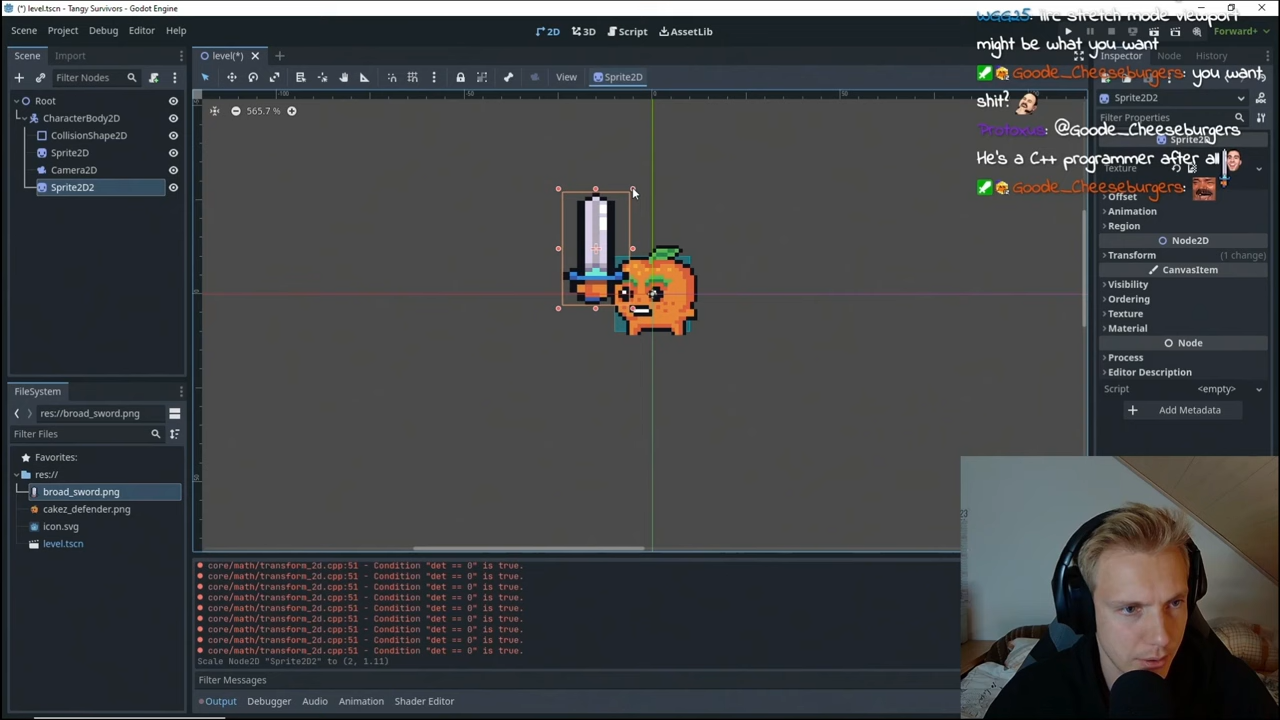 (*) level.tscn - Tangy Survivors - Godot Engine
Scene Project Debug Editor Help
2D 3D Script AssetLib
Forward+
WGG25: iirc stretch mode viewport
might be what you want
Goode_Cheeseburgers: you want
shit?
Protoxus: @Goode_Cheeseburgers
He's a C++ programmer after all
Goode_Cheeseburgers:
Scene Import
level(*)
Inspector Node History
Filter Nodes
View Sprite2D
565.7 %
-100 -50 0 50
Root
CharacterBody2D
CollisionShape2D
Sprite2D
Camera2D
Sprite2D2
Sprite2D2
Filter Properties
Sprite2D
Texture
Offset
Animation
Region
Node2D
Transform (1 change)
CanvasItem
Visibility
Ordering
Texture
Material
Node
Process
Editor Description
Script <empty>
Add Metadata
FileSystem
res://broad_sword.png
Filter Files
Favorites:
res://
broad_sword.png
cakez_defender.png
icon.svg
level.tscn
core/math/transform_2d.cpp:51 - Condition "det == 0" is true.
core/math/transform_2d.cpp:51 - Condition "det == 0" is true.
core/math/transform_2d.cpp:51 - Condition "det == 0" is true.
core/math/transform_2d.cpp:51 - Condition "det == 0" is true.
core/math/transform_2d.cpp:51 - Condition "det == 0" is true.
core/math/transform_2d.cpp:51 - Condition "det == 0" is true.
core/math/transform_2d.cpp:51 - Condition "det == 0" is true.
core/math/transform_2d.cpp:51 - Condition "det == 0" is true.
core/math/transform_2d.cpp:51 - Condition "det == 0" is true.
Scale Node2D "Sprite2D2" to (2, 1.11)
Filter Messages
Output Debugger Audio Animation Shader Editor